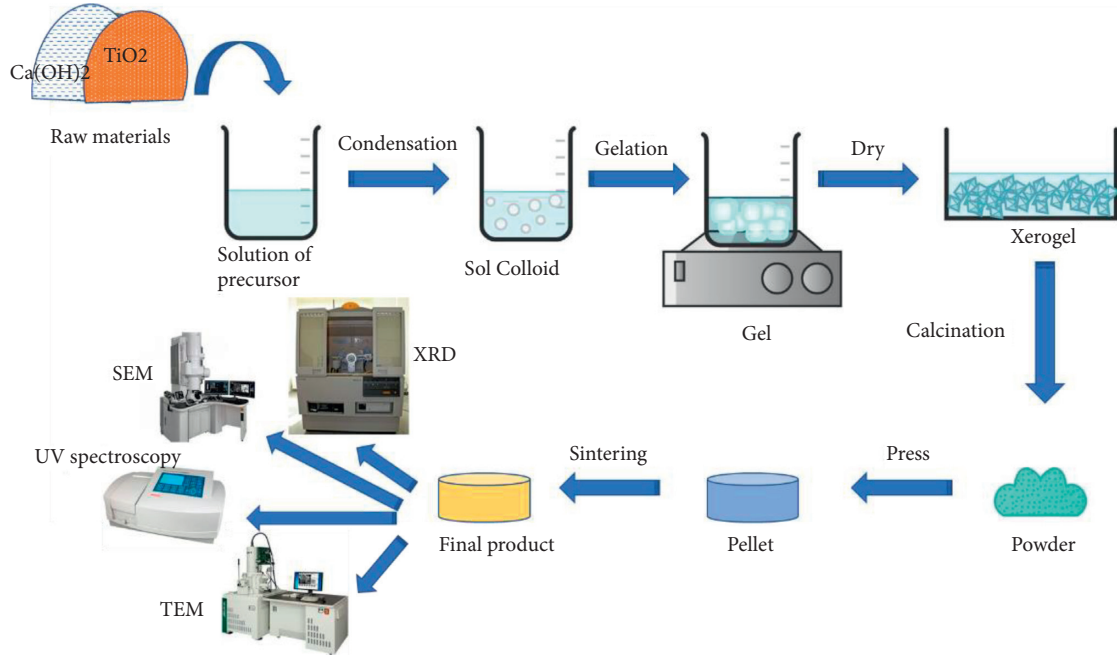 TiO2
Ca(OH)2
Raw materials
Condensation
Gelation
Dry
Solution of
precursor
Sol Colloid
Gel
Xerogel
Calcination
XRD
SEM
UV spectroscopy
Sintering
Press
Final product
Pellet
Powder
TEM